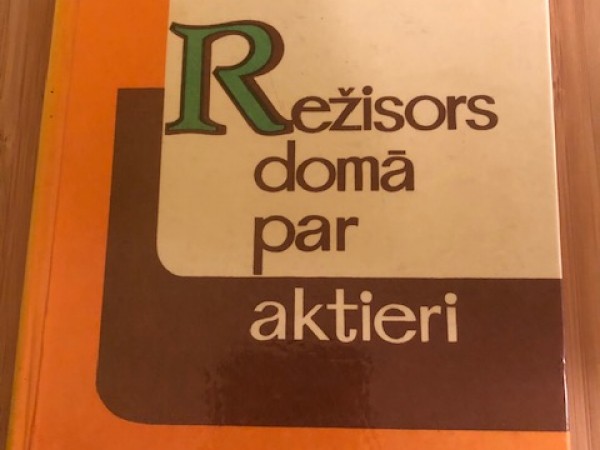 Režisors
domā
par
aktieri